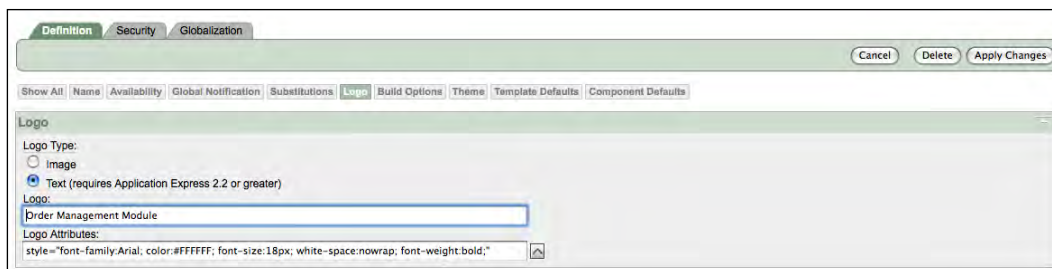 Definition Security Globalization
Cancel Delete Apply Changes
Show All Name Availability Global Notification Substitutions Logo Build Options Theme Template Defaults Component Defaults
Logo
Logo Type:
Image
Text (requires Application Express 2.2 or greater)
Logo:
Order Management Module
Logo Attributes:
style="font-family:Arial; color:#FFFFFF; font-size:18px; white-space:nowrap; font-weight:bold;"